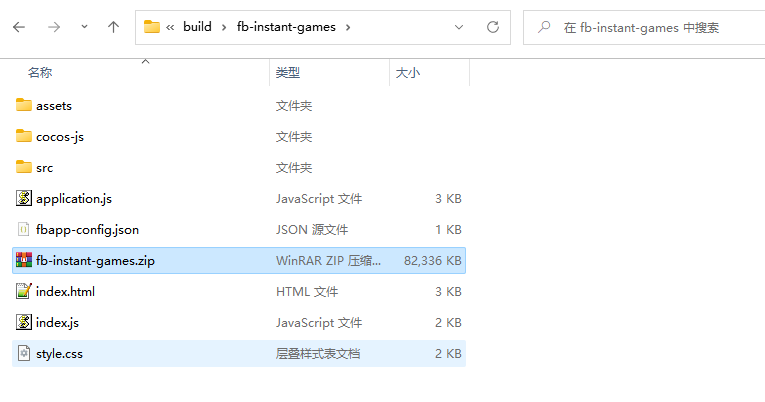 « build › fb-instant-games ›
在 fb-instant-games 中搜索
名称 类型 大小
assets 文件夹
cocos-js 文件夹
src 文件夹
application.js JavaScript 文件 3 KB
fbapp-config.json JSON 源文件 1 KB
fb-instant-games.zip WinRAR ZIP 压缩... 82,336 KB
index.html HTML 文件 3 KB
index.js JavaScript 文件 2 KB
style.css 层叠样式表文档 2 KB